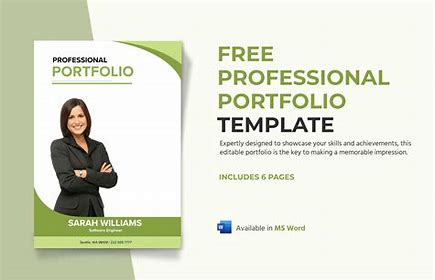 PROFESSIONAL
PORTFOLIO
SARAH WILLIAMS
Software Engineer
FREE
PROFESSIONAL
PORTFOLIO
TEMPLATE
Expertly designed to showcase your skills and achievements, this
editable portfolio is the key to making a memorable impression.
INCLUDES 6 PAGES
Available in MS Word